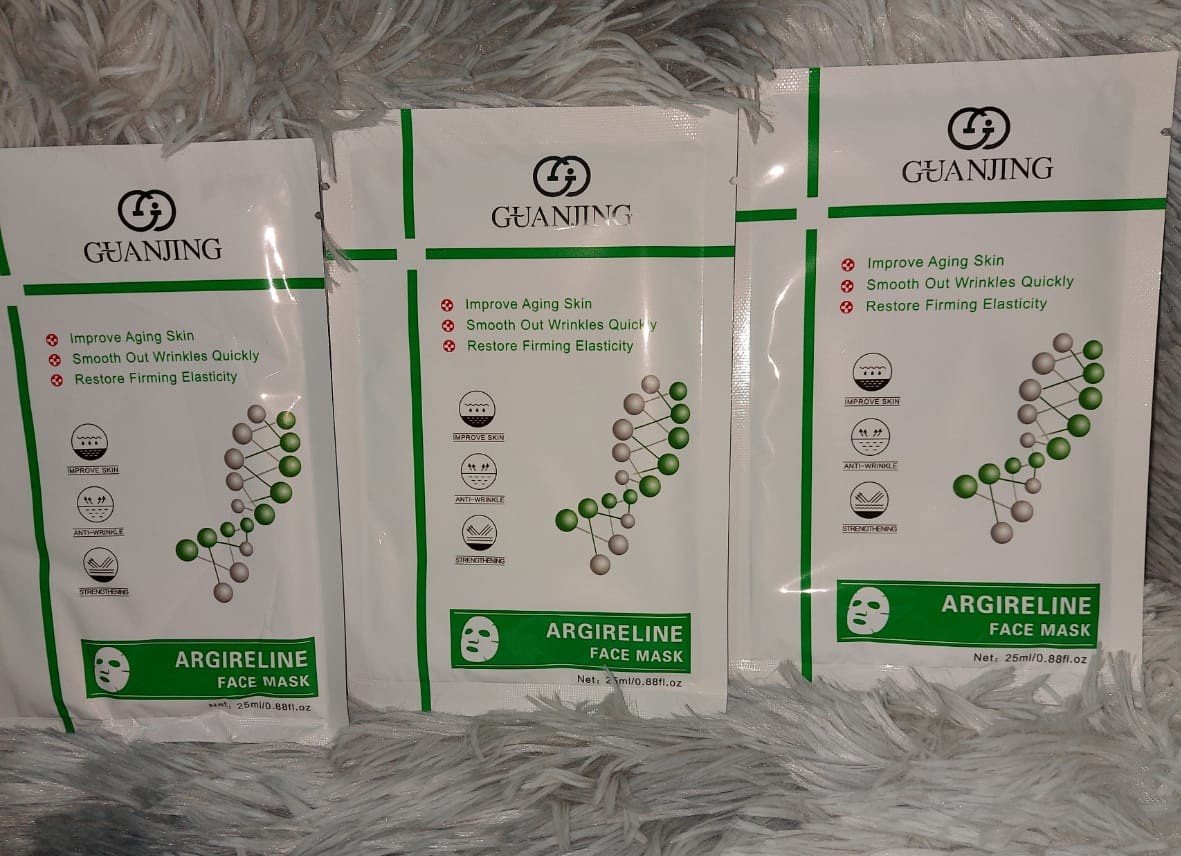 GUANJING
Improve Aging Skin
Smooth Out Wrinkles Quickly
Restore Firming Elasticity
IMPROVE SKIN
ANTI-WRINKLE
STRENGTHENING
ARGIRELINE
FACE MASK
Net: 25ml/0.88fl.oz
GUANJING
Improve Aging Skin
Smooth Out Wrinkles Quickly
Restore Firming Elasticity
IMPROVE SKIN
ANTI-WRINKLE
STRENGTHENING
ARGIRELINE
FACE MASK
Net: 25ml/0.88fl.oz
GUANJING
Improve Aging Skin
Smooth Out Wrinkles Quickly
Restore Firming Elasticity
IMPROVE SKIN
ANTI-WRINKLE
STRENGTHENING
ARGIRELINE
FACE MASK
Net: 25ml/0.88fl.oz